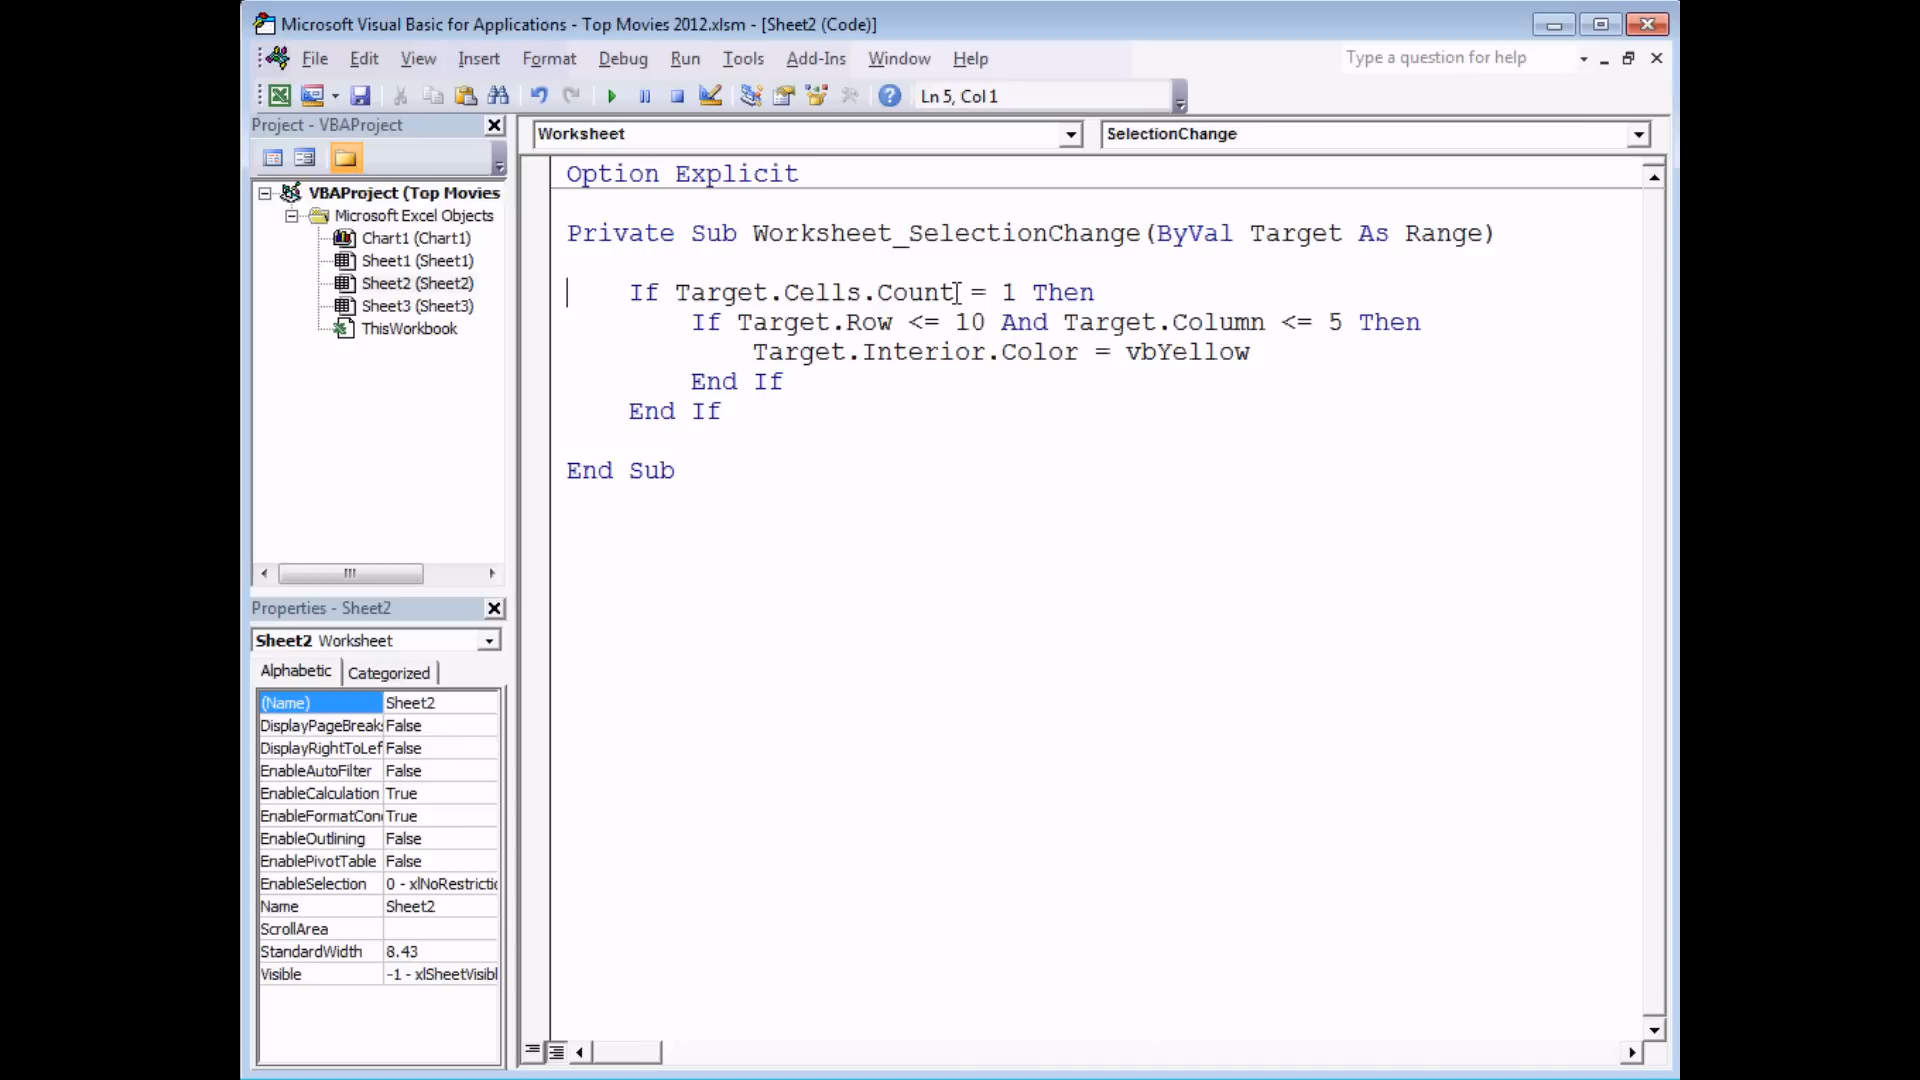 Microsoft Visual Basic for Applications - Top Movies 2012.xlsm - [Sheet2 (Code)]
File Edit View Insert Format Debug Run Tools Add-Ins Window Help
Type a question for help
Ln 5, Col 1
Project - VBAProject
Worksheet
SelectionChange
VBAProject (Top Movies
Microsoft Excel Objects
Chart1 (Chart1)
Sheet1 (Sheet1)
Sheet2 (Sheet2)
Sheet3 (Sheet3)
ThisWorkbook
Option Explicit
Private Sub Worksheet_SelectionChange(ByVal Target As Range)
If Target.Cells.Count = 1 Then
If Target.Row <= 10 And Target.Column <= 5 Then
Target.Interior.Color = vbYellow
End If
End If
End Sub
Properties - Sheet2
Sheet2 Worksheet
Alphabetic Categorized
(Name) Sheet2
DisplayPageBreaks False
DisplayRightToLef False
EnableAutoFilter False
EnableCalculation True
EnableFormatCon True
EnableOutlining False
EnablePivotTable False
EnableSelection 0 - xlNoRestrictio
Name Sheet2
ScrollArea
StandardWidth 8.43
Visible -1 - xlSheetVisibl